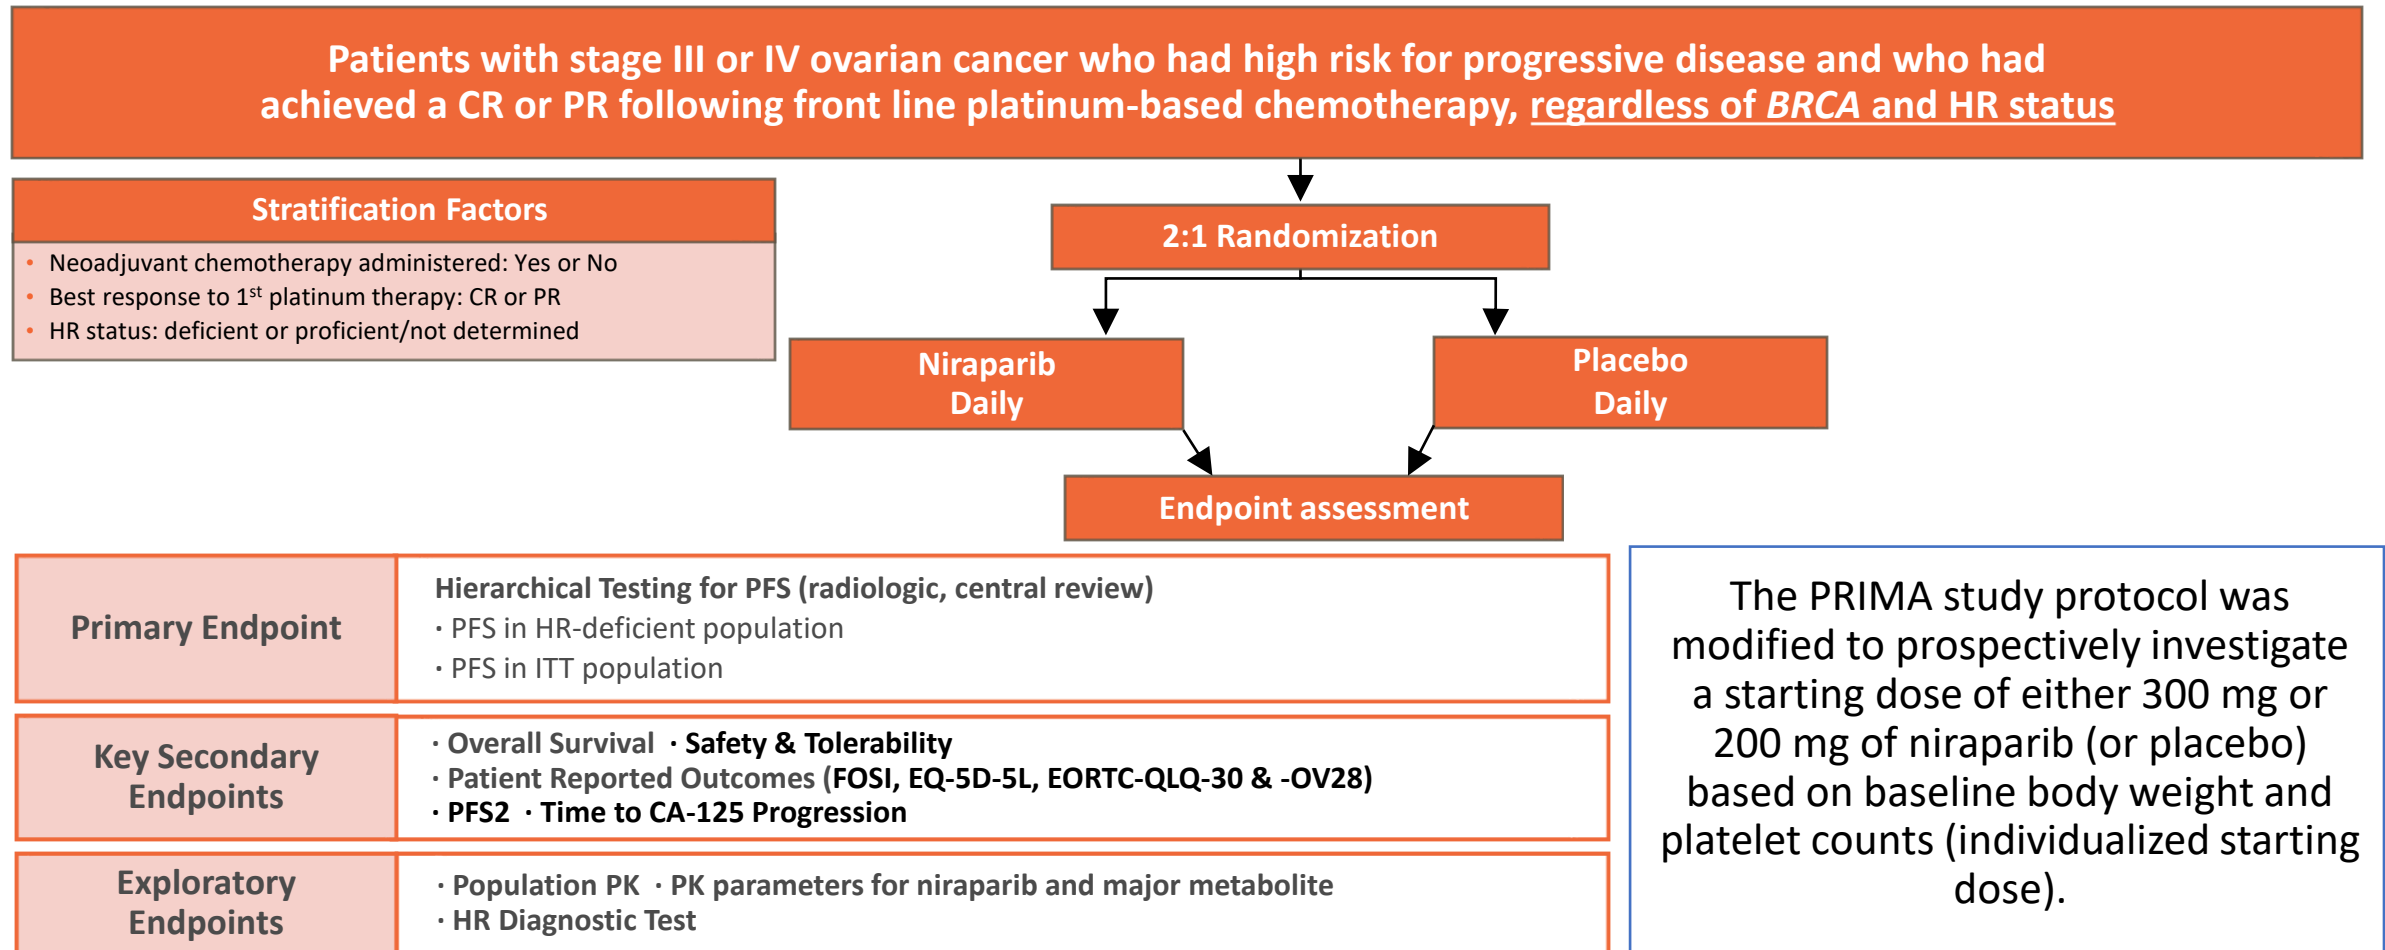 Patients with stage III or IV ovarian cancer who had high risk for progressive disease and who had
achieved a CR or PR following front line platinum-based chemotherapy, regardless of BRCA and HR status
Stratification Factors
• Neoadjuvant chemotherapy administered: Yes or No
• Best response to 1st platinum therapy: CR or PR
• HR status: deficient or proficient/not determined
2:1 Randomization
Niraparib
Daily
Placebo
Daily
Endpoint assessment
Primary Endpoint
Hierarchical Testing for PFS (radiologic, central review)
· PFS in HR-deficient population
· PFS in ITT population
Key Secondary
Endpoints
· Overall Survival · Safety & Tolerability
· Patient Reported Outcomes (FOSI, EQ-5D-5L, EORTC-QLQ-30 & -OV28)
· PFS2 · Time to CA-125 Progression
Exploratory
Endpoints
· Population PK · PK parameters for niraparib and major metabolite
· HR Diagnostic Test
The PRIMA study protocol was
modified to prospectively investigate
a starting dose of either 300 mg or
200 mg of niraparib (or placebo)
based on baseline body weight and
platelet counts (individualized starting
dose).